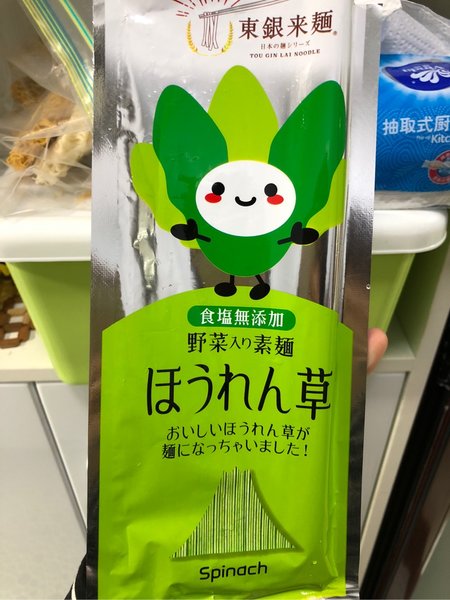 東銀来麺
日本の麺シリーズ
TOU GIN LAI NOODLE
抽取式厨
Kitc
食塩無添加
野菜入り素麺
ほうれん草
おいしいほうれん草が
麺になっちゃいました!
Spinach